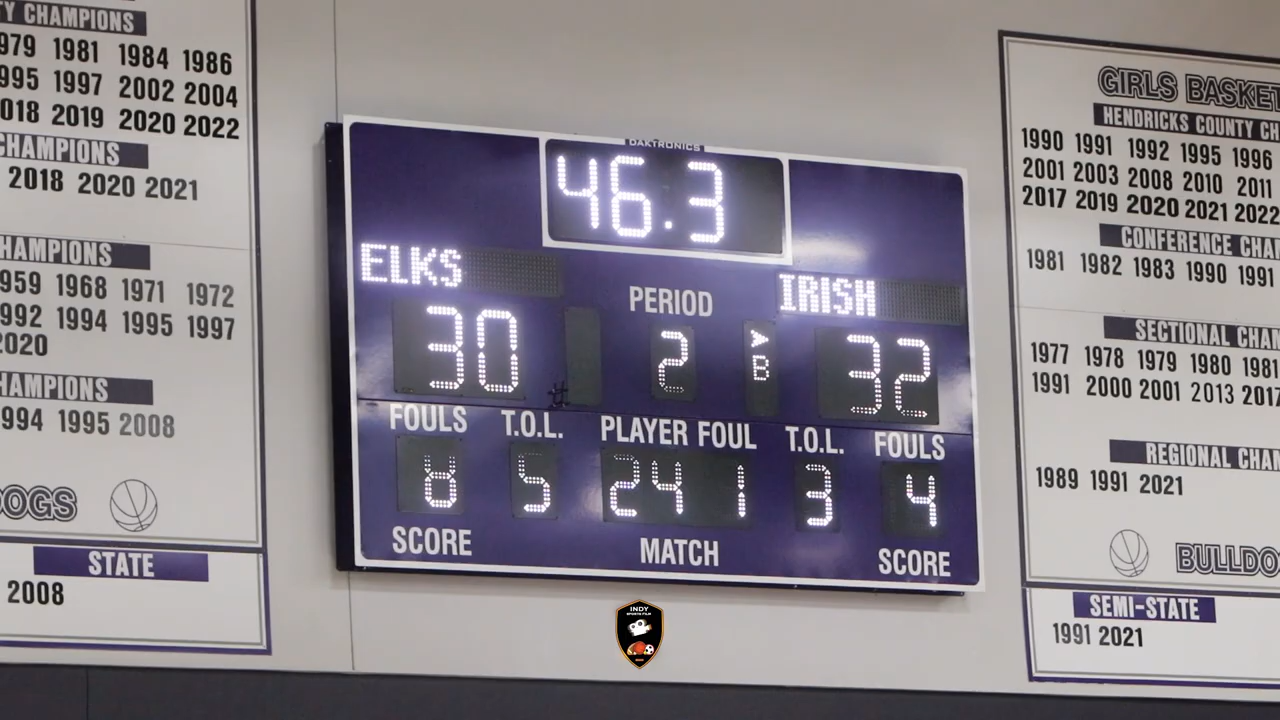 Y CHAMPIONS
979 1981 1984 1986
995 1997 2002 2004
018 2019 2020 2022
CHAMPIONS
2018 2020 2021
HAMPIONS
959 1968 1971 1972
992 1994 1995 1997
2020
HAMPIONS
994 1995 2008
DOGS
STATE
2008
DAKTRONICS
46.3
ELKS
IRISH
PERIOD
30
2
B
32
FOULS T.O.L. PLAYER FOUL T.O.L. FOULS
8 5 24 1 3 4
SCORE MATCH SCORE
INDY
SPORTS FILM
GIRLS BASKET
HENDRICKS COUNTY CH
1990 1991 1992 1995 1996
2001 2003 2008 2010 2011
2017 2019 2020 2021 2022
CONFERENCE CHA
1981 1982 1983 1990 1991
SECTIONAL CHAM
1977 1978 1979 1980 1981
1991 2000 2001 2013 2017
REGIONAL CHAM
1989 1991 2021
BULLDO
SEMI-STATE
1991 2021